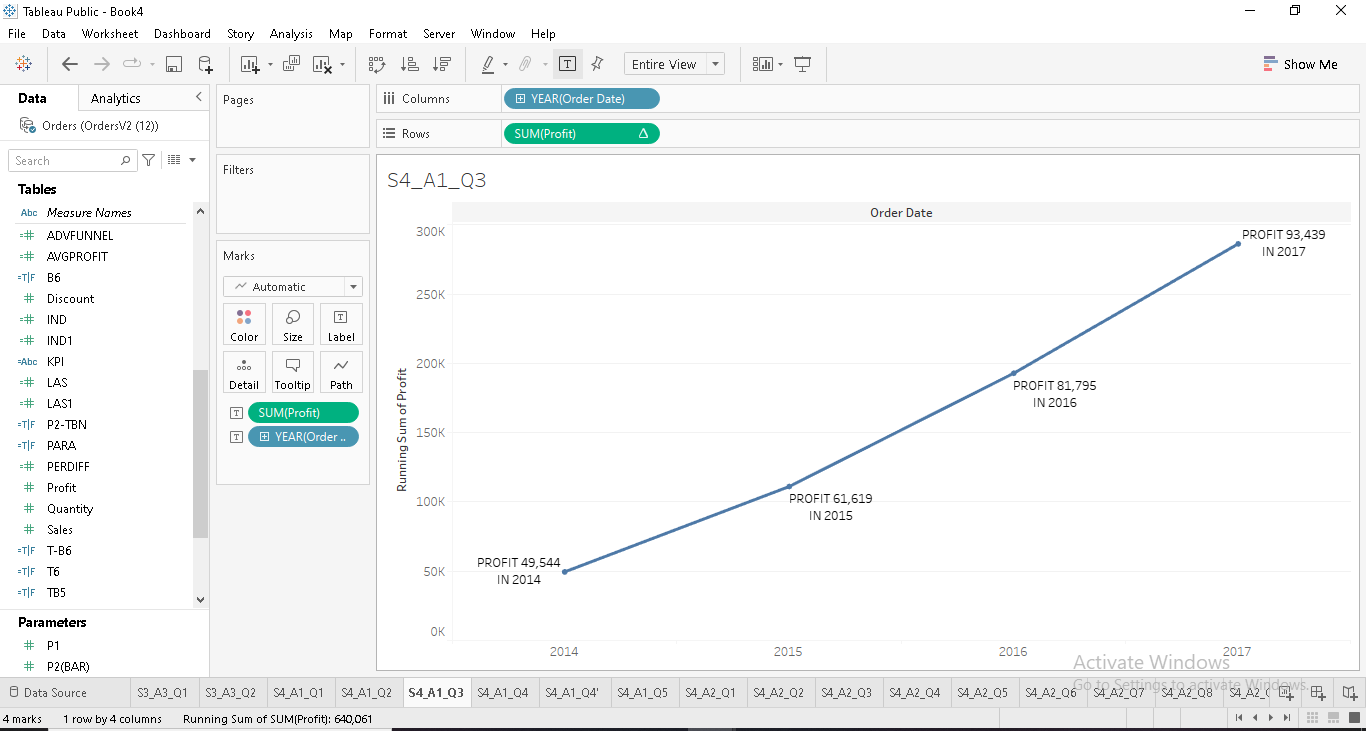 Tableau Public - Book4
File Data Worksheet Dashboard Story Analysis Map Format Server Window Help
Entire View
Show Me
Data Analytics
Orders (OrdersV2 (12))
Search
Tables
Abc Measure Names
ADVFUNNEL
AVGPROFIT
=T|F B6
Discount
IND
IND1
=Abc KPI
LAS
LAS1
=T|F P2-TBN
=T|F PARA
PERDIFF
Profit
Quantity
Sales
=T|F T-B6
=T|F T6
=T|F TB5
Parameters
P1
P2(BAR)
Pages
Filters
Marks
Automatic
Color Size Label
Detail Tooltip Path
SUM(Profit)
YEAR(Order ..
Columns YEAR(Order Date)
Rows SUM(Profit) Δ
S4_A1_Q3
Order Date
Running Sum of Profit
300K
250K
200K
150K
100K
50K
0K
PROFIT 49,544
IN 2014
PROFIT 61,619
IN 2015
PROFIT 81,795
IN 2016
PROFIT 93,439
IN 2017
2014 2015 2016 2017
Activate Windows
Go to Settings to activate Windows.
Data Source S3_A3_Q1 S3_A3_Q2 S4_A1_Q1 S4_A1_Q2 S4_A1_Q3 S4_A1_Q4 S4_A1_Q4' S4_A1_Q5 S4_A2_Q1 S4_A2_Q2 S4_A2_Q3 S4_A2_Q4 S4_A2_Q5 S4_A2_Q6 S4_A2_Q7 S4_A2_Q8
4 marks 1 row by 4 columns Running Sum of SUM(Profit): 640,061